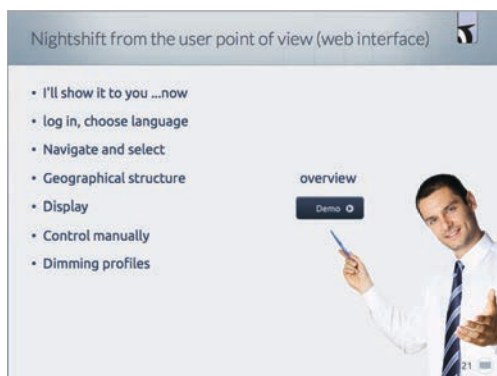 Nightshift from the user point of view (web interface)
• I'll show it to you ...now
• log in, choose language
• Navigate and select
• Geographical structure
• Display
• Control manually
• Dimming profiles
overview
Demo
21